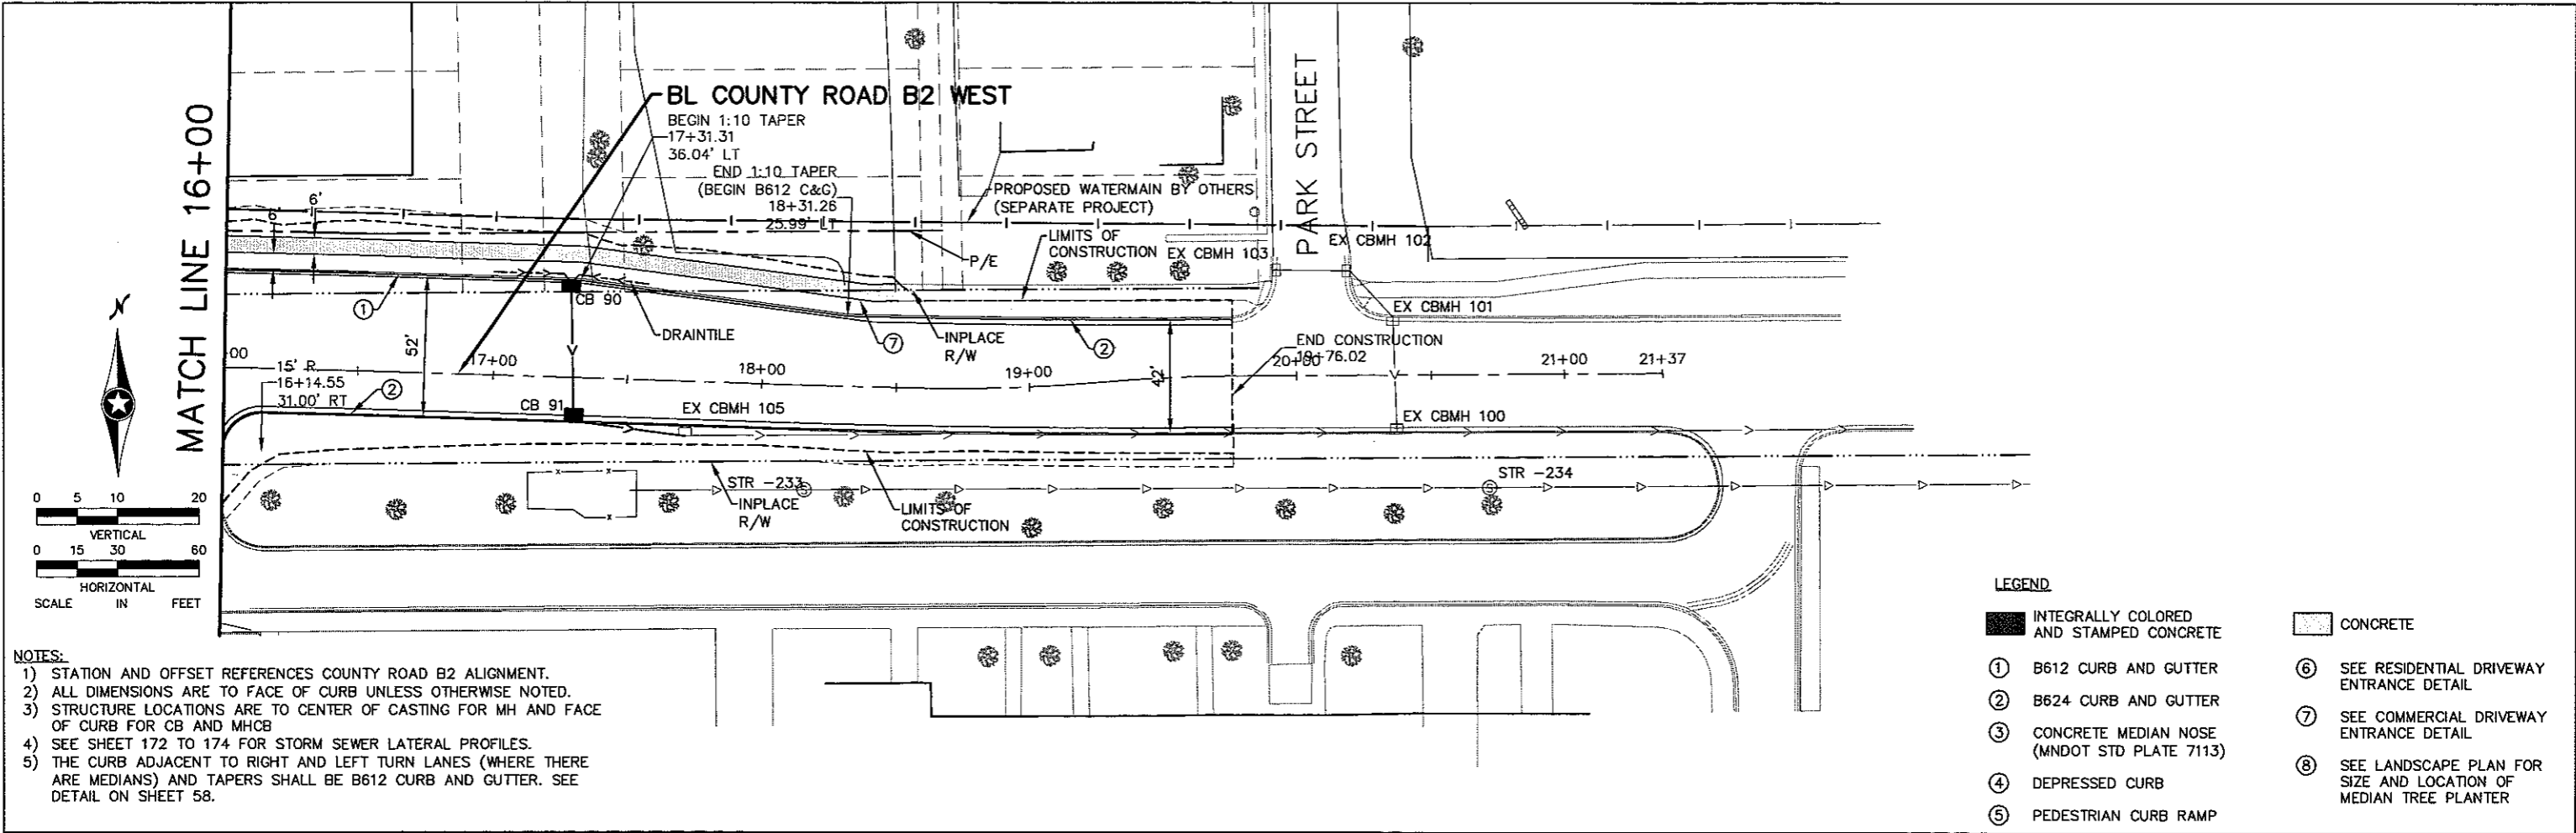 MATCH LINE 16+00
BL COUNTY ROAD B2 WEST
BEGIN 1:10 TAPER
17+31.31
36.04' LT
END 1:10 TAPER
(BEGIN B612 C&G)
18+31.26
25.99' LT
PROPOSED WATERMAIN BY OTHERS
(SEPARATE PROJECT)
PARK STREET
6'
6'
LIMITS OF
CONSTRUCTION
P/E
EX CBMH 103
EX CBMH 102
EX CBMH 101
N
1
CB 90
DRAINTILE
7
INPLACE
R/W
2
52'
42'
END CONSTRUCTION
19+76.02
00
17+00
18+00
19+00
20+00
21+00
21+37
15' R
16+14.55
31.00' RT
2
CB 91
EX CBMH 105
EX CBMH 100
STR -233
INPLACE
R/W
LIMITS OF
CONSTRUCTION
STR -234
S
S
0 5 10 20
VERTICAL
0 15 30 60
HORIZONTAL
SCALE IN FEET
NOTES:
1) STATION AND OFFSET REFERENCES COUNTY ROAD B2 ALIGNMENT.
2) ALL DIMENSIONS ARE TO FACE OF CURB UNLESS OTHERWISE NOTED.
3) STRUCTURE LOCATIONS ARE TO CENTER OF CASTING FOR MH AND FACE
OF CURB FOR CB AND MHCB
4) SEE SHEET 172 TO 174 FOR STORM SEWER LATERAL PROFILES.
5) THE CURB ADJACENT TO RIGHT AND LEFT TURN LANES (WHERE THERE
ARE MEDIANS) AND TAPERS SHALL BE B612 CURB AND GUTTER. SEE
DETAIL ON SHEET 58.
LEGEND
INTEGRALLY COLORED
AND STAMPED CONCRETE
1 B612 CURB AND GUTTER
2 B624 CURB AND GUTTER
3 CONCRETE MEDIAN NOSE
(MNDOT STD PLATE 7113)
4 DEPRESSED CURB
5 PEDESTRIAN CURB RAMP
CONCRETE
6 SEE RESIDENTIAL DRIVEWAY
ENTRANCE DETAIL
7 SEE COMMERCIAL DRIVEWAY
ENTRANCE DETAIL
8 SEE LANDSCAPE PLAN FOR
SIZE AND LOCATION OF
MEDIAN TREE PLANTER